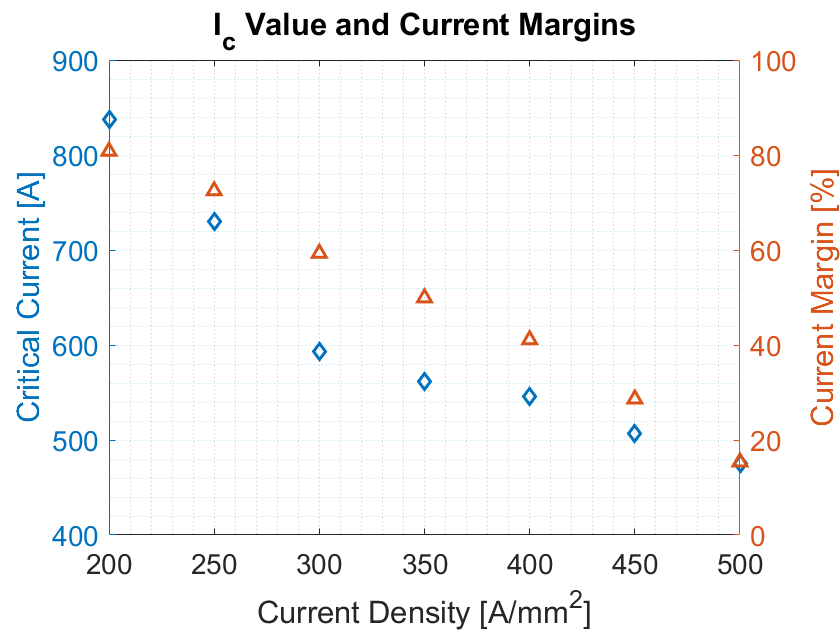 I_c Value and Current Margins
900
800
700
600
500
400
Critical Current [A]
100
80
60
40
20
0
Current Margin [%]
200 250 300 350 400 450 500
Current Density [A/mm²]